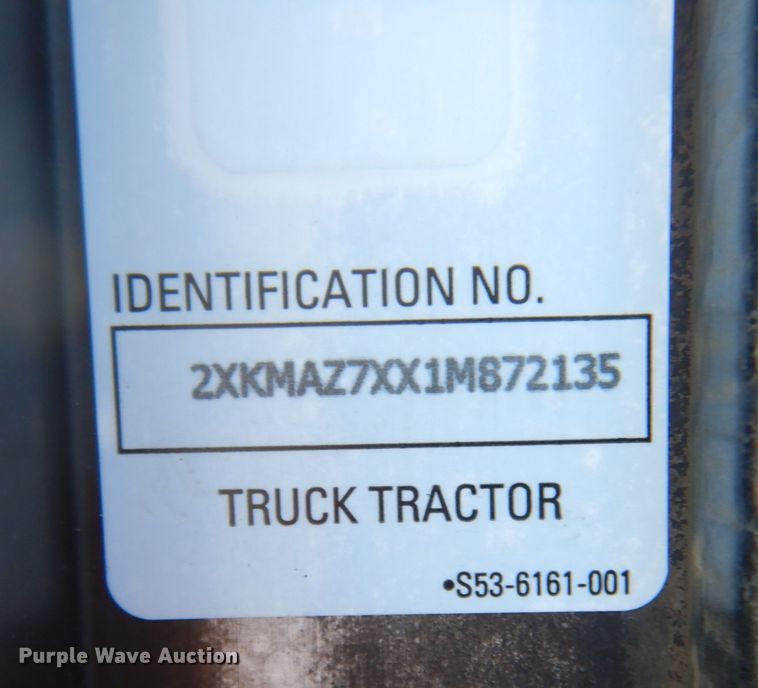 IDENTIFICATION NO.
2XKMAZ7XX1M872135
TRUCK TRACTOR
•S53-6161-001
Purple Wave Auction